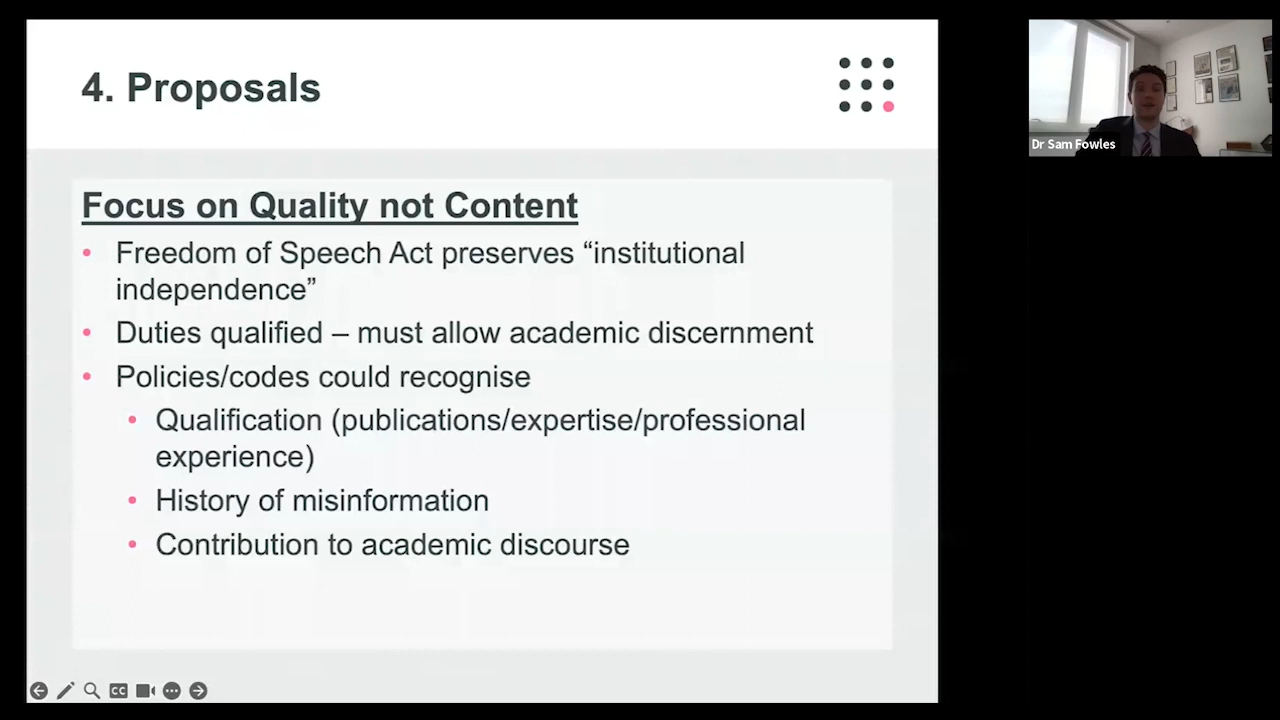 4. Proposals
Focus on Quality not Content
• Freedom of Speech Act preserves “institutional
independence”
• Duties qualified – must allow academic discernment
• Policies/codes could recognise
• Qualification (publications/expertise/professional
experience)
• History of misinformation
• Contribution to academic discourse
CC
Dr Sam Fowles